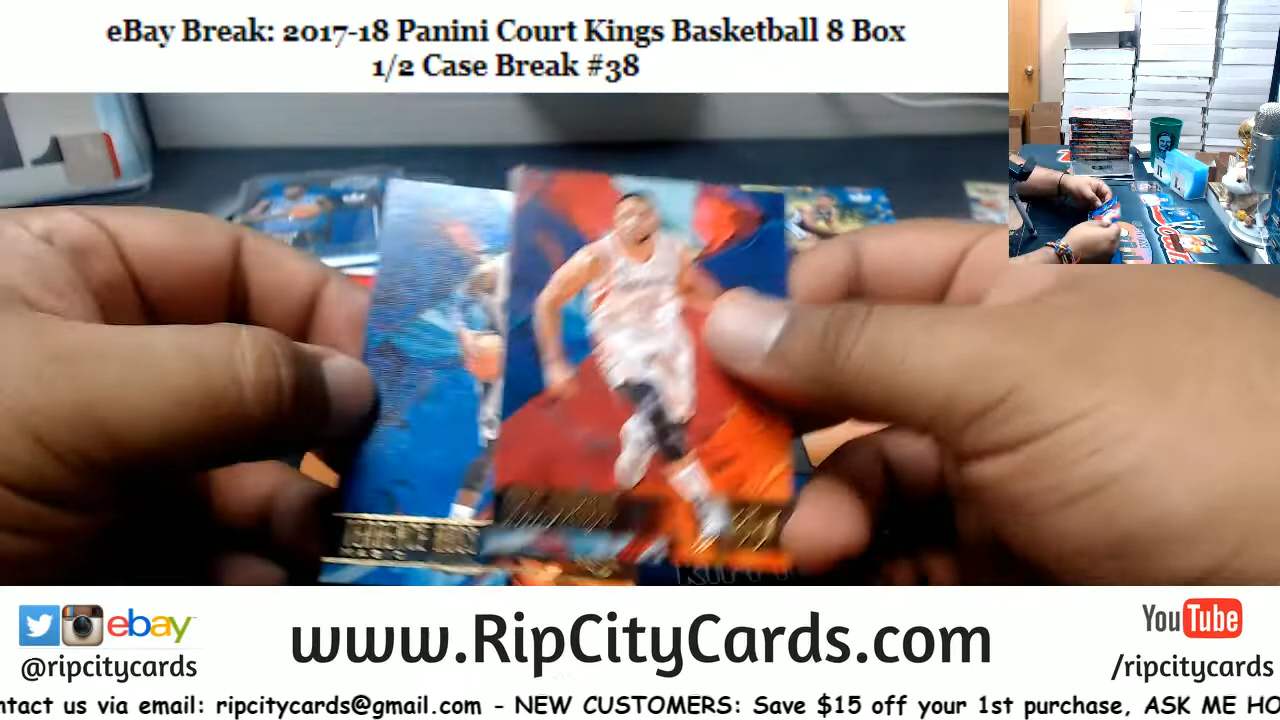 eBay Break: 2017-18 Panini Court Kings Basketball 8 Box
1/2 Case Break #38
ebay
@ripcitycards
www.RipCityCards.com
YouTube
/ripcitycards
ntact us via email: ripcitycards@gmail.com - NEW CUSTOMERS: Save $15 off your 1st purchase, ASK ME HO